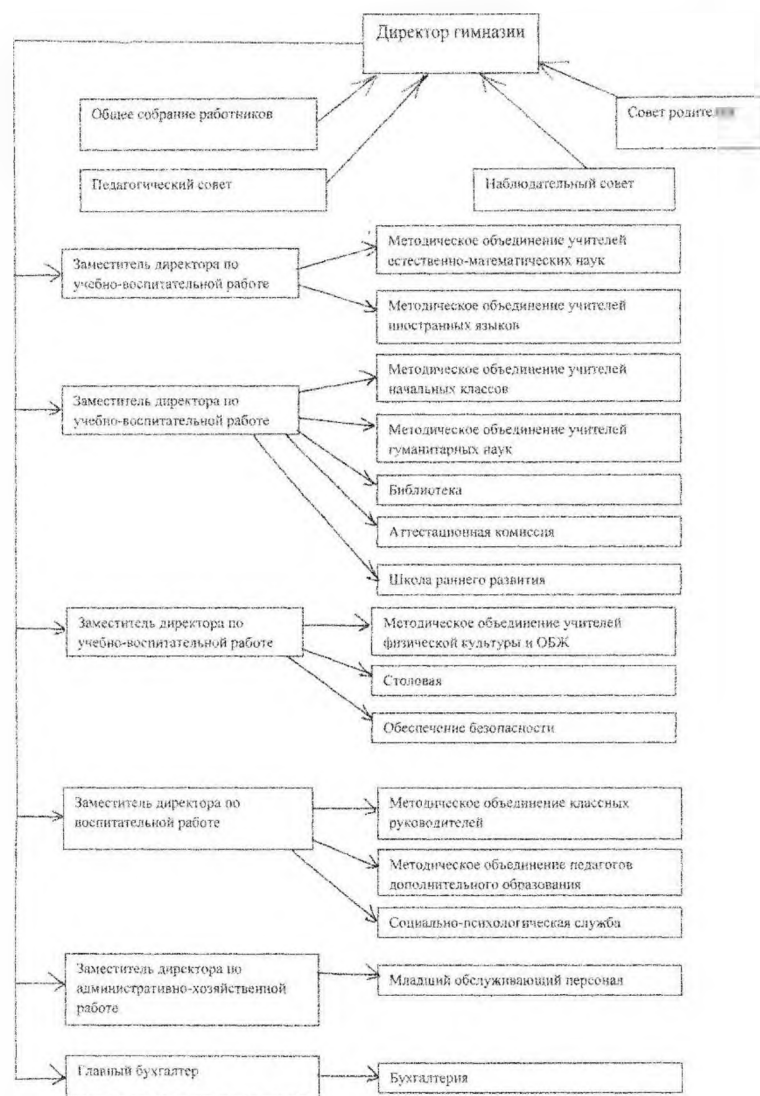 Директор гимназии
Общее собрание работников
Совет
Педагогический совет
Наблюдательный совет
Заместитель директора по
учебно-воспитательной работе
Методическое объединение учителей
естественно-математических наук
Методическое объединение учителей
иностранных языков
Заместитель директора по
учебно-воспитательной работе
Методическое объединение учителей
начальных классов
Методическое объединение учителей
гуманитарных наук
Библиотека
Аттестационная комиссия
Школа раннего развития
Заместитель директора по
учебно-воспитательной работе
Методическое объединение учителей
физической культуры и ОБЖ
Столовая
Обеспечение безопасности
Заместитель директора по
воспитательной работе
Методическое объединение классных
руководителей
Методическое объединение педагогов
дополнительного образования
Социально-психологическая служба
Заместитель директора по
административно-хозяйственной
работе
Младший обслуживающий персонал
Главный бухгалтер
Бухгалтерия